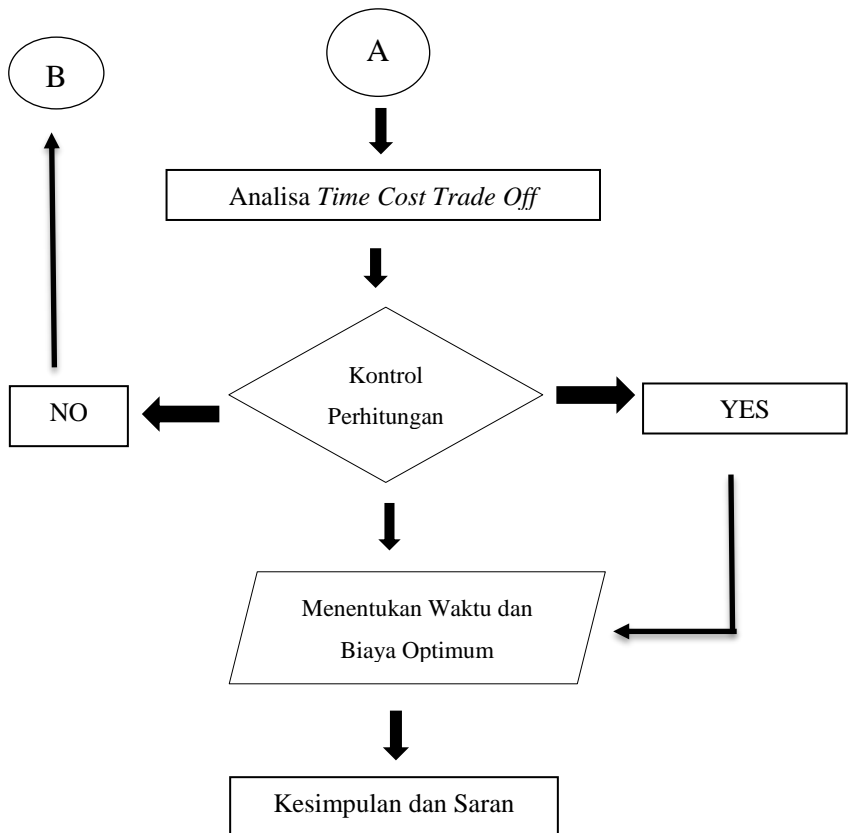 A
B
Analisa Time Cost Trade Off
Kontrol
Perhitungan
NO
YES
Menentukan Waktu dan
Biaya Optimum
Kesimpulan dan Saran